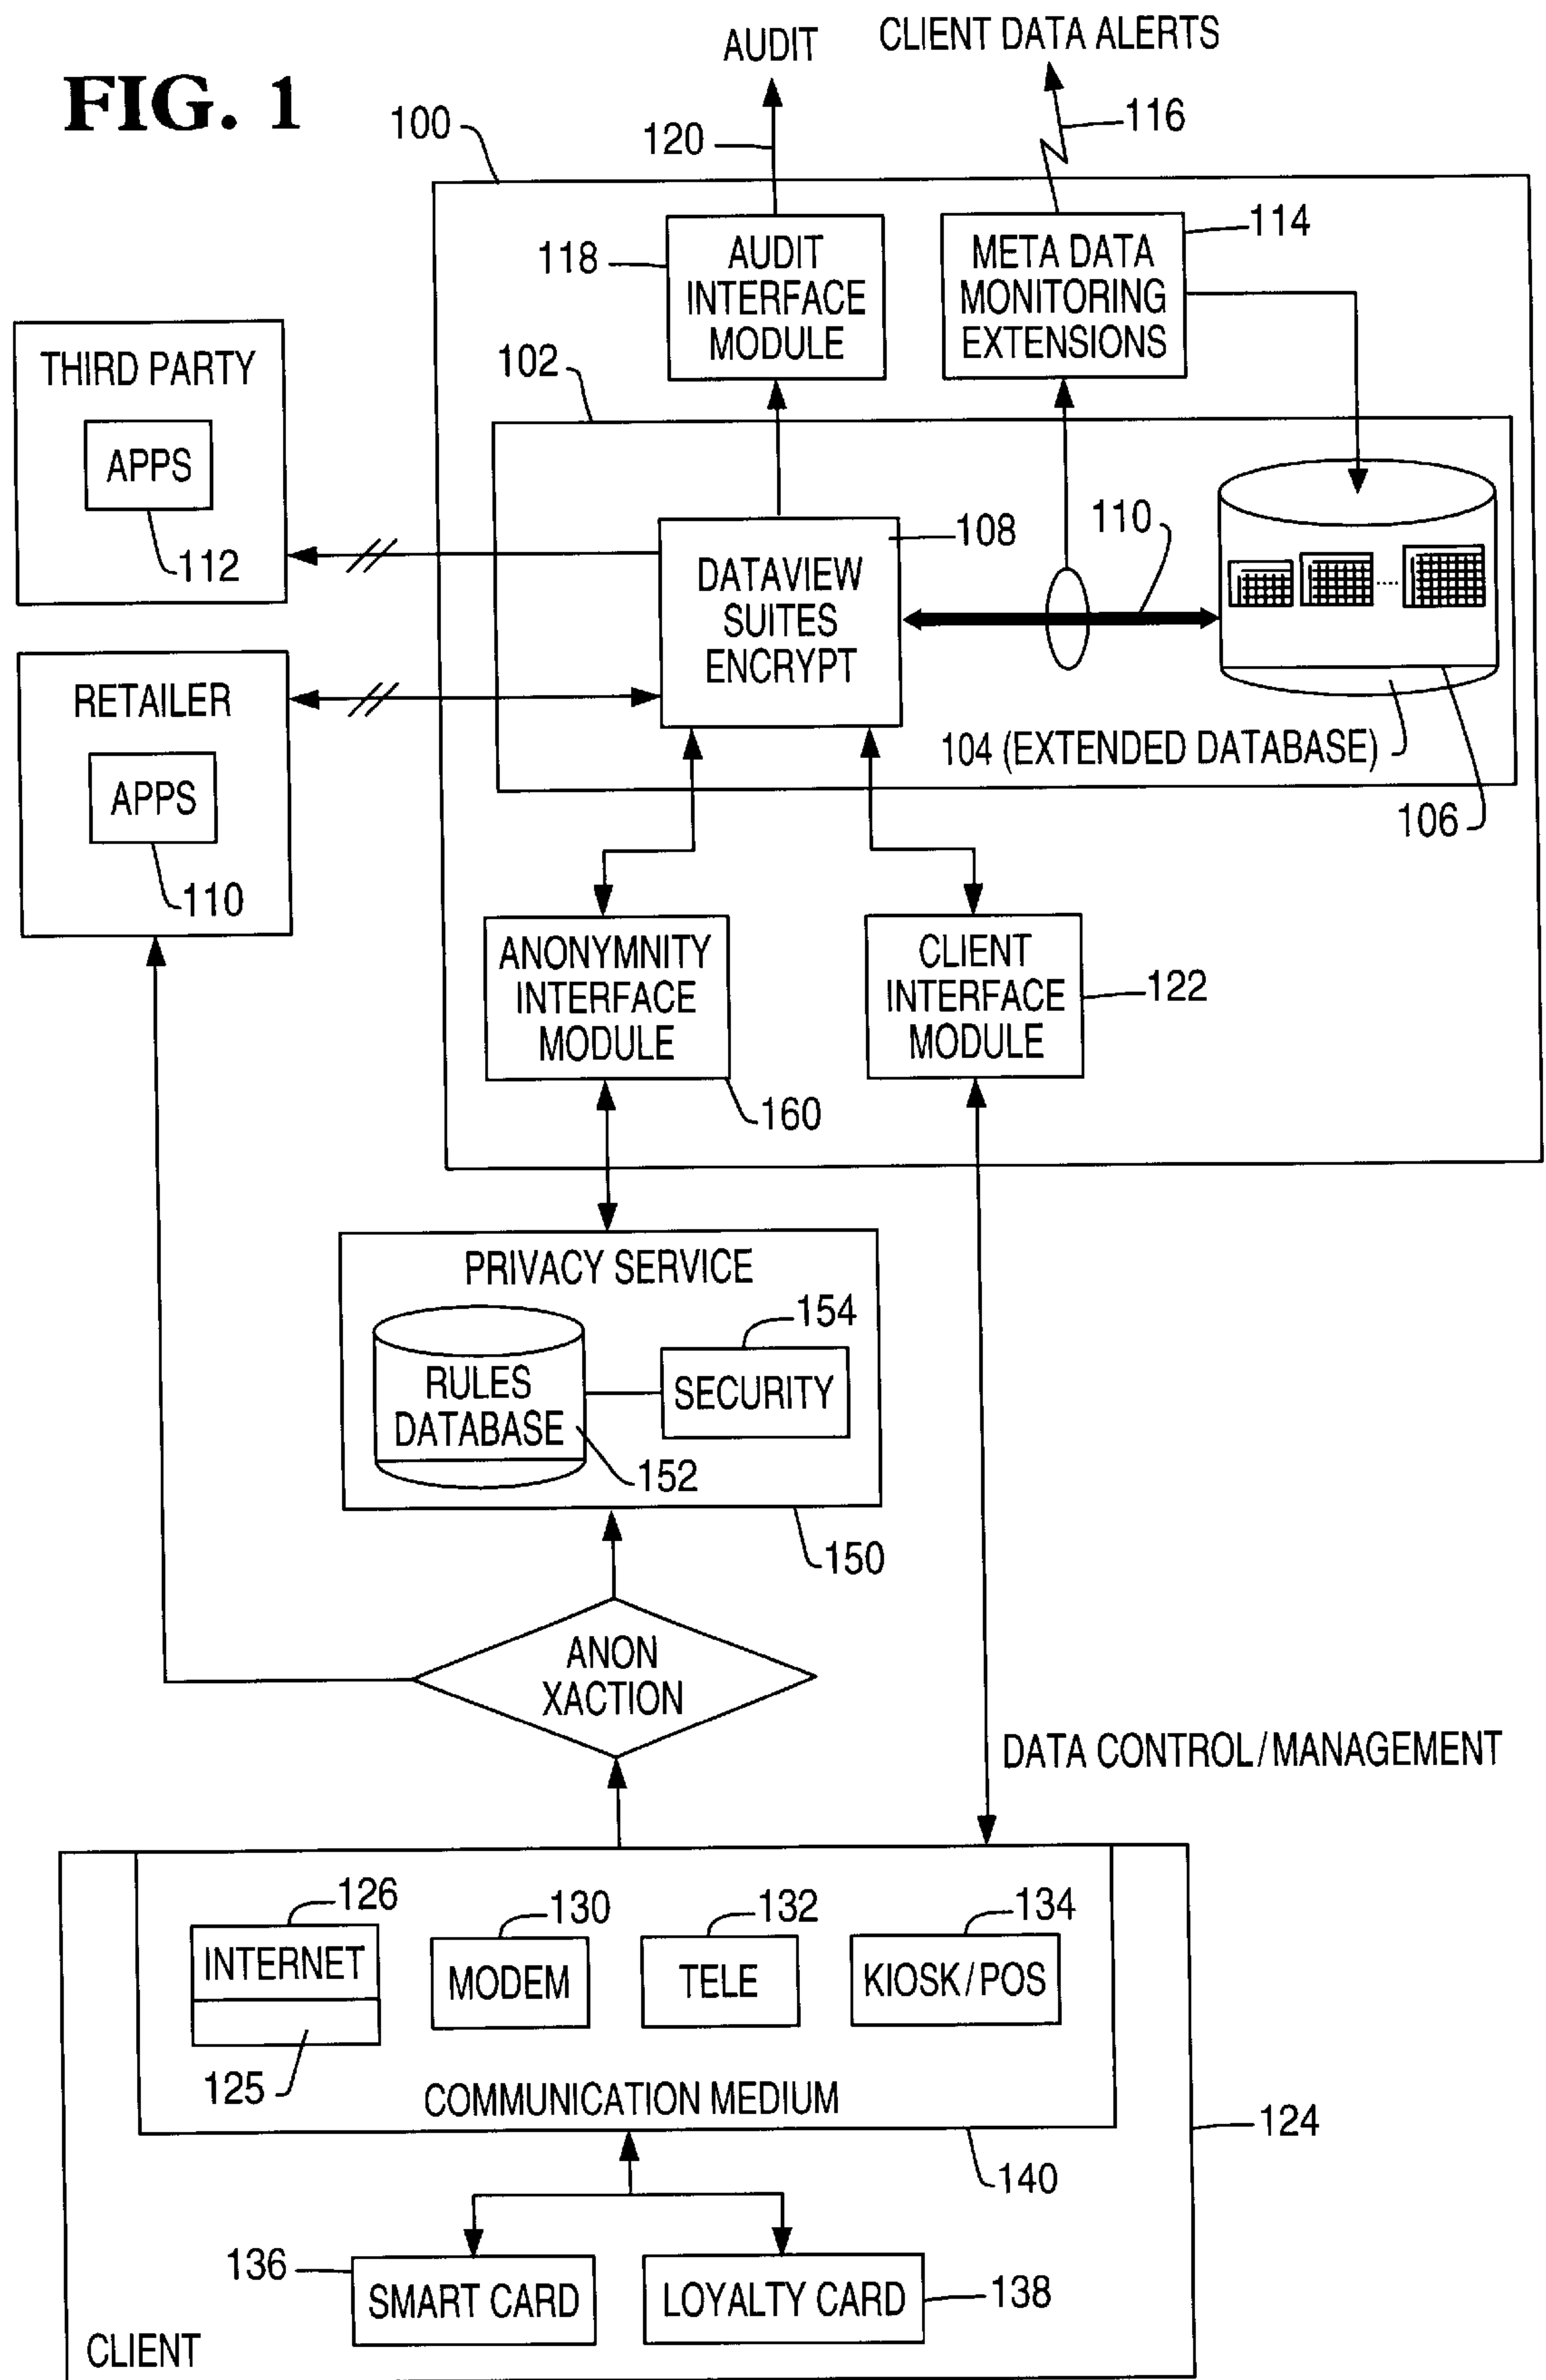 FIG. 1
AUDIT
CLIENT DATA ALERTS
100
120
116
118
AUDIT
INTERFACE
MODULE
META DATA
MONITORING
EXTENSIONS
114
THIRD PARTY
APPS
112
102
108
110
DATAVIEW
SUITES
ENCRYPT
RETAILER
APPS
110
104 (EXTENDED DATABASE)
106
ANONYMNITY
INTERFACE
MODULE
160
CLIENT
INTERFACE
MODULE
122
PRIVACY SERVICE
154
RULES
DATABASE
SECURITY
152
150
ANON
XACTION
DATA CONTROL/MANAGEMENT
126
130
132
134
INTERNET
MODEM
TELE
KIOSK/POS
125
COMMUNICATION MEDIUM
124
140
136
SMART CARD
LOYALTY CARD
138
CLIENT